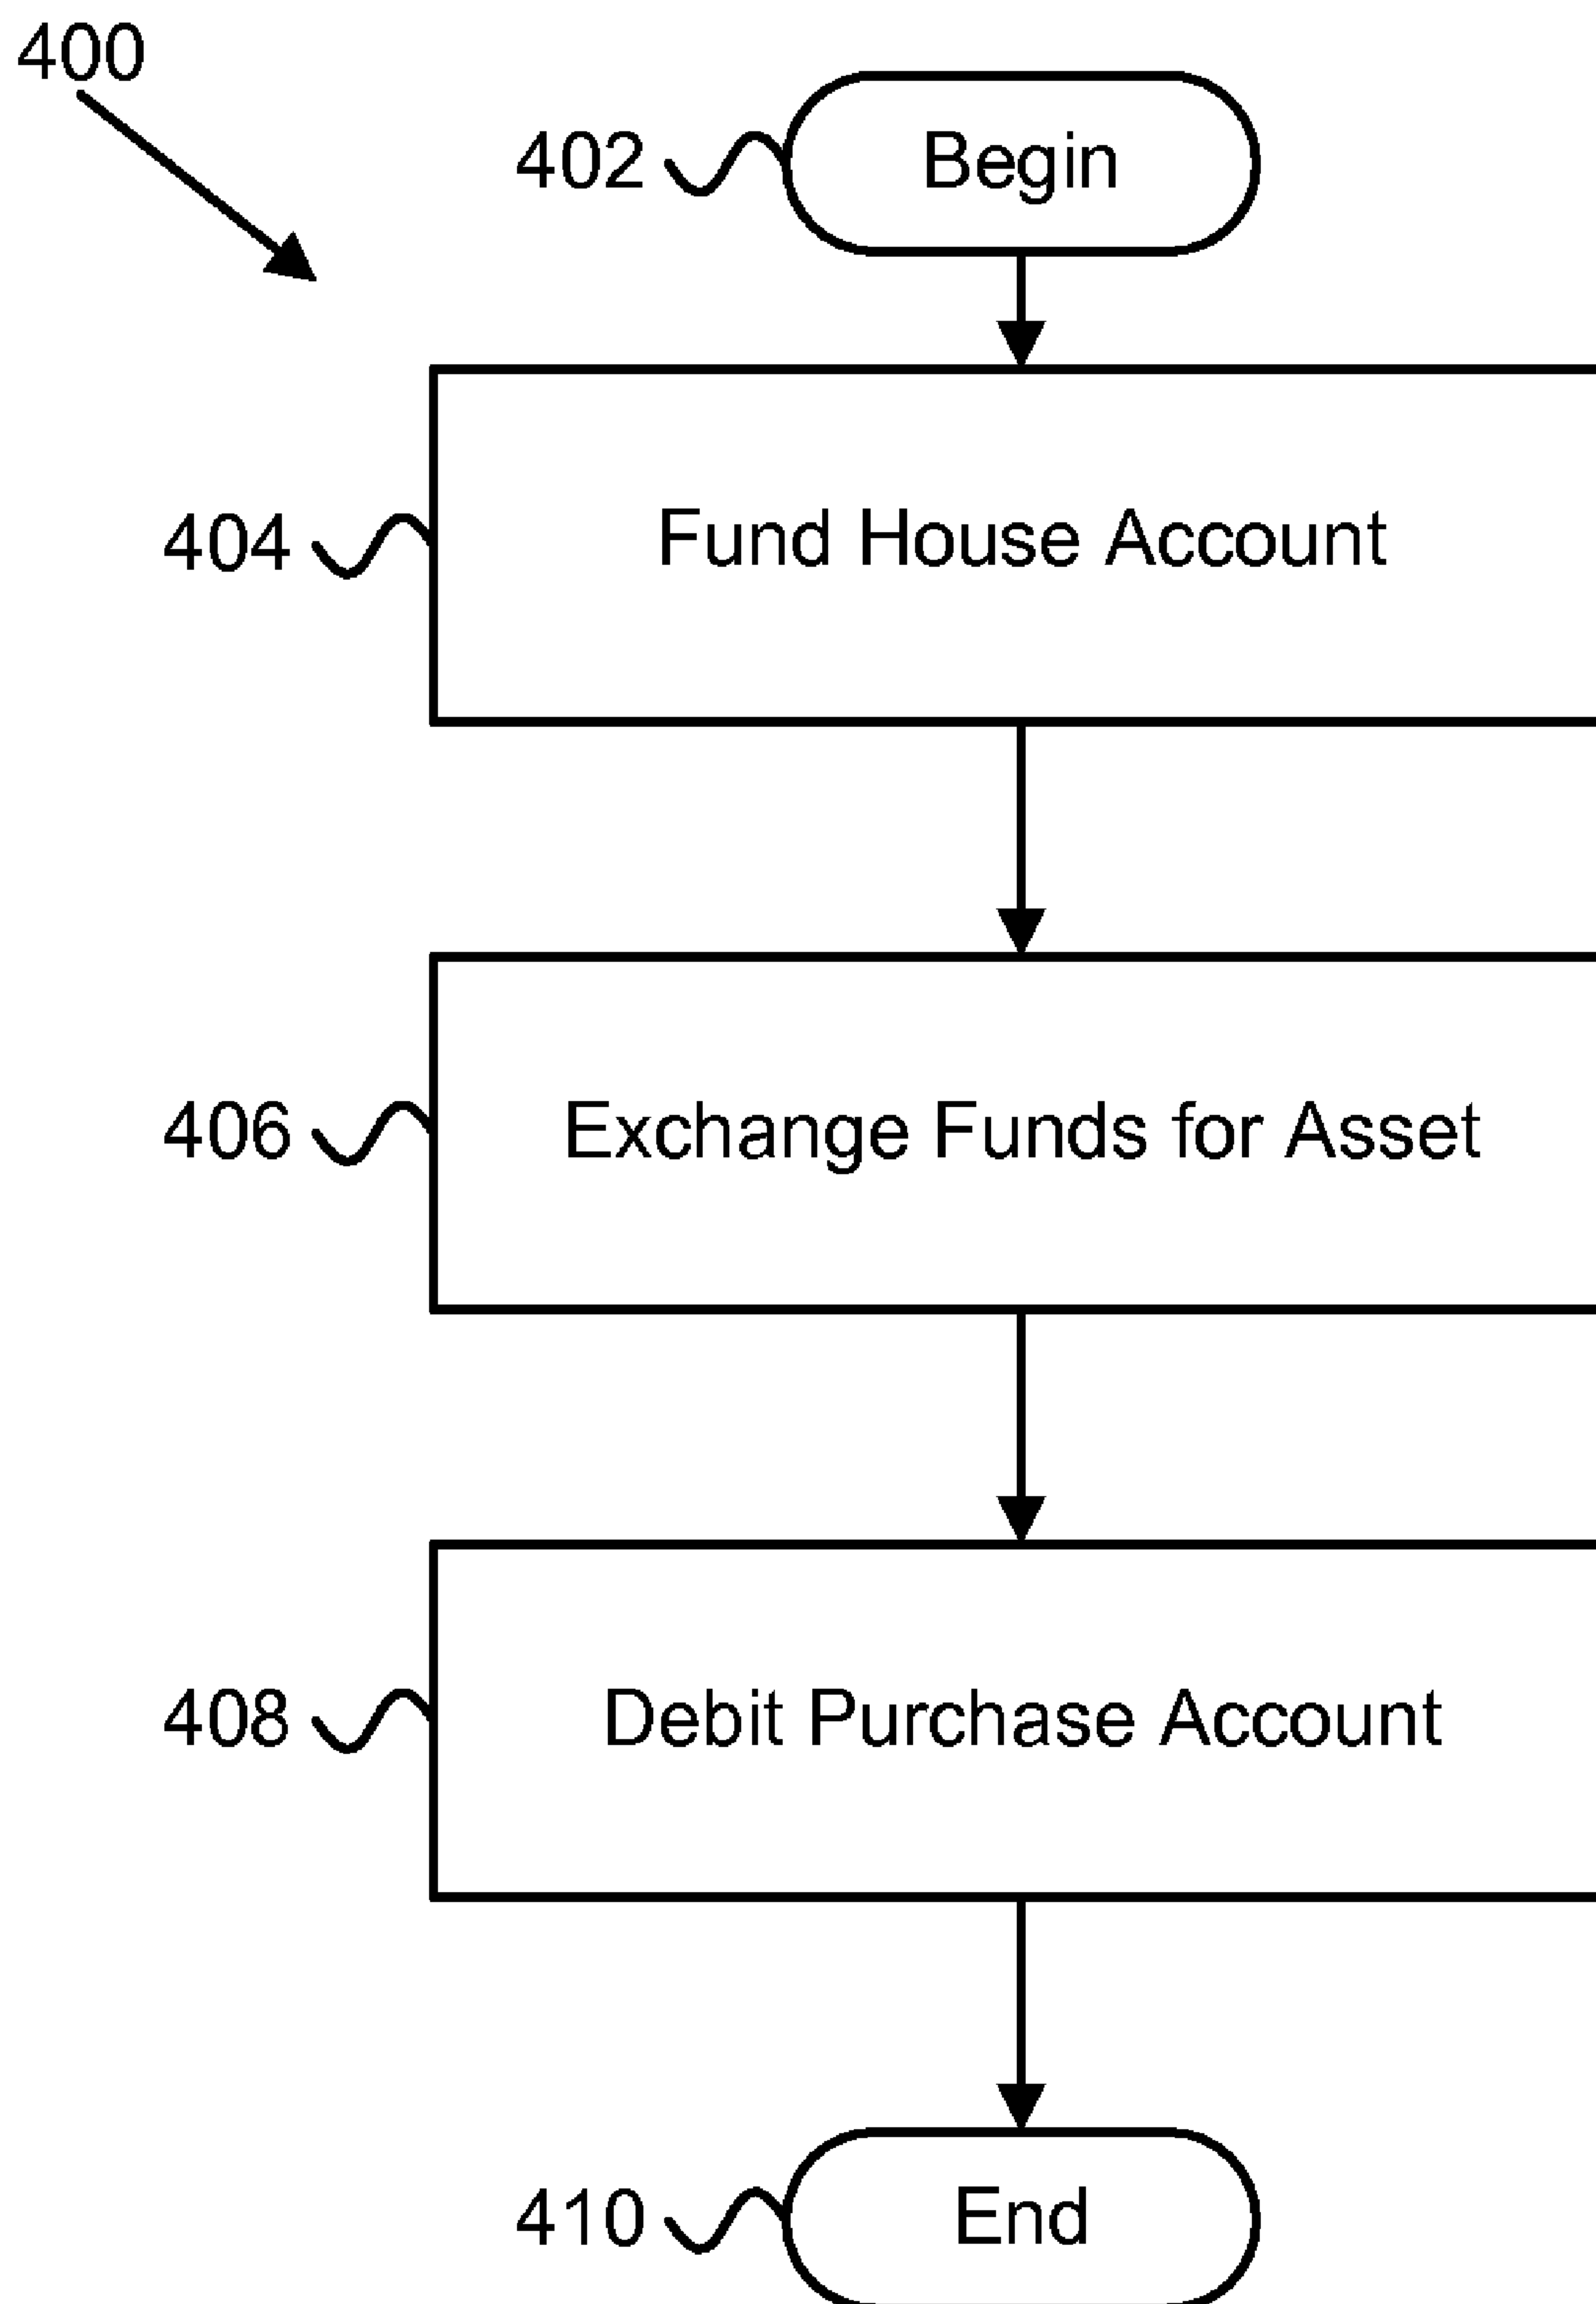 400
402 Begin
404 Fund House Account
406 Exchange Funds for Asset
408 Debit Purchase Account
410 End